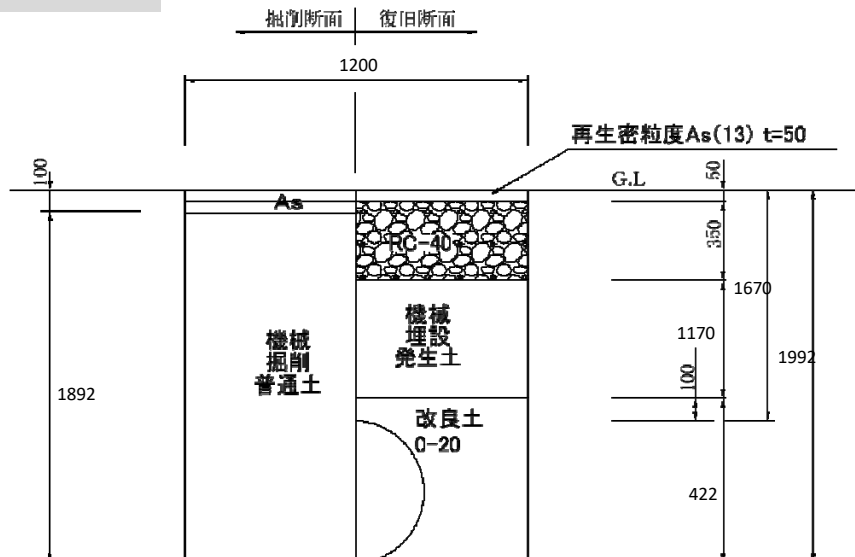 掘削断面 復旧断面
1200
再生密粒度As(13) t=50
100
G.L
50
As
RC-40
350
1670
機械
掘削
普通土
機械
埋設
発生土
1170
1992
100
1892
改良土
0-20
422